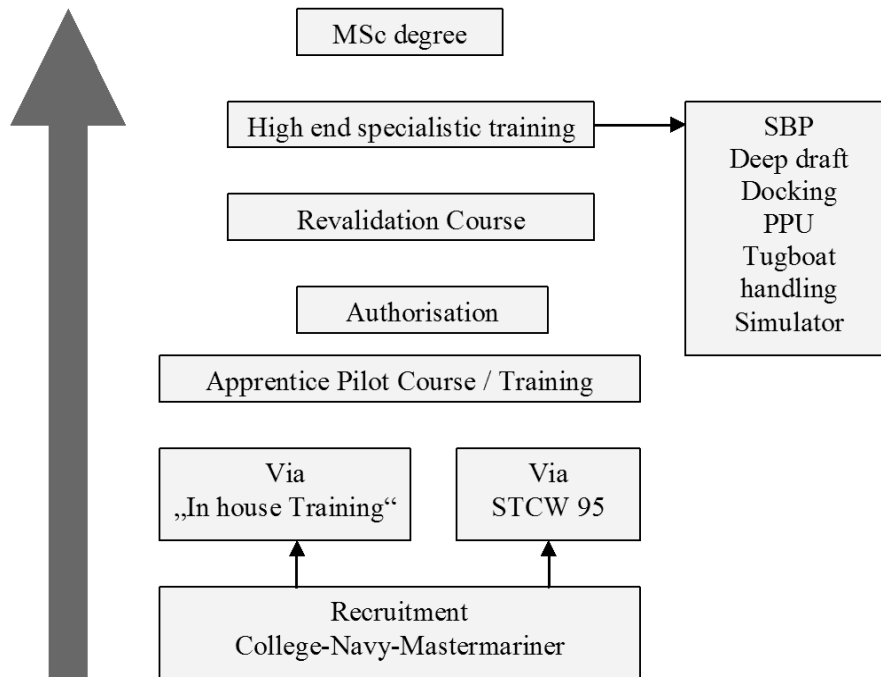 MSc degree
High end specialistic training
SBP
Deep draft
Docking
PPU
Tugboat
handling
Simulator
Revalidation Course
Authorisation
Apprentice Pilot Course / Training
Via
„In house Training“
Via
STCW 95
Recruitment
College-Navy-Mastermariner